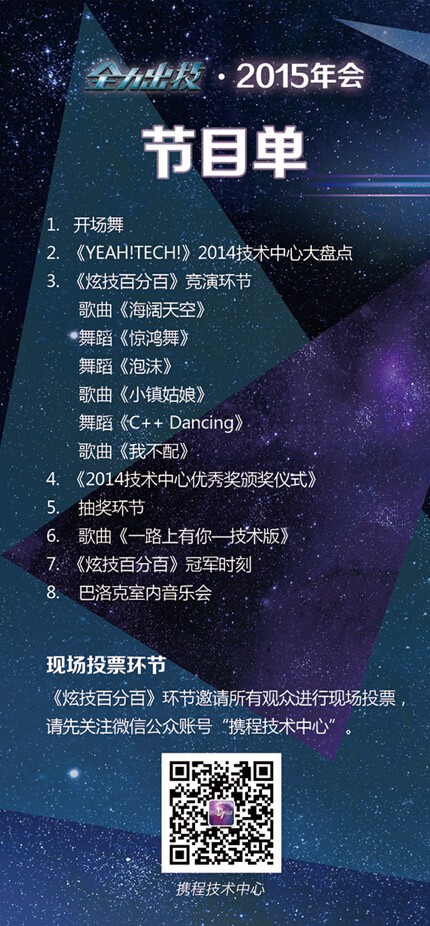 全力出技·2015年会
节目单
1. 开场舞
2. 《YEAH!TECH!》2014技术中心大盘点
3. 《炫技百分百》竞演环节
歌曲《海阔天空》
舞蹈《惊鸿舞》
舞蹈《泡沫》
歌曲《小镇姑娘》
舞蹈《C++ Dancing》
歌曲《我不配》
4. 《2014技术中心优秀奖颁奖仪式》
5. 抽奖环节
6. 歌曲《一路上有你—技术版》
7. 《炫技百分百》冠军时刻
8. 巴洛克室内音乐会
现场投票环节
《炫技百分百》环节邀请所有观众进行现场投票，
请先关注微信公众账号“携程技术中心”。
携程技术中心